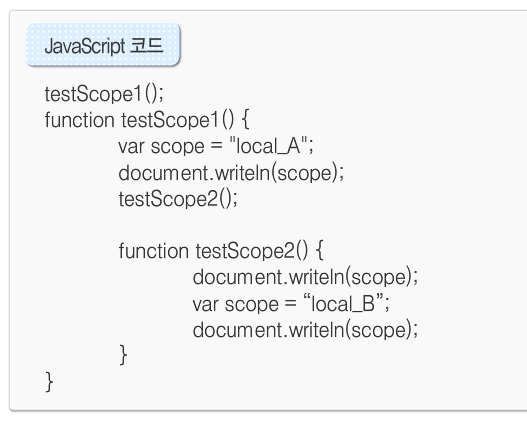 JavaScript 코드
testScope1();
function testScope1() {
var scope = "local_A";
document.writeln(scope);
testScope2();
function testScope2() {
document.writeln(scope);
var scope = “local_B”;
document.writeln(scope);
}
}